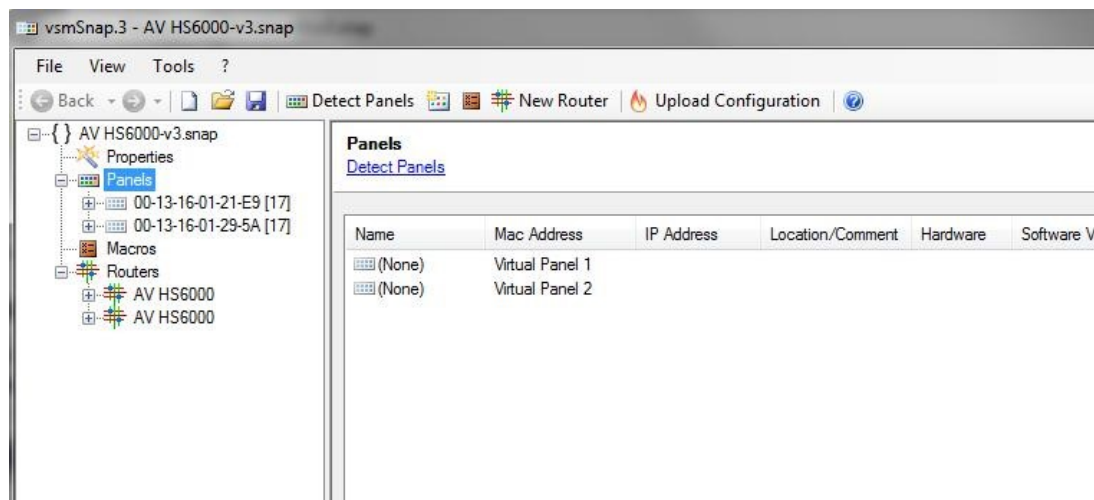 vsmSnap.3 - AV HS6000-v3.snap
File View Tools ?
Back Detect Panels New Router Upload Configuration
{ } AV HS6000-v3.snap
Properties
Panels
00-13-16-01-21-E9 [17]
00-13-16-01-29-5A [17]
Macros
Routers
AV HS6000
AV HS6000
Panels
Detect Panels
Name Mac Address IP Address Location/Comment Hardware Software V
(None) Virtual Panel 1
(None) Virtual Panel 2